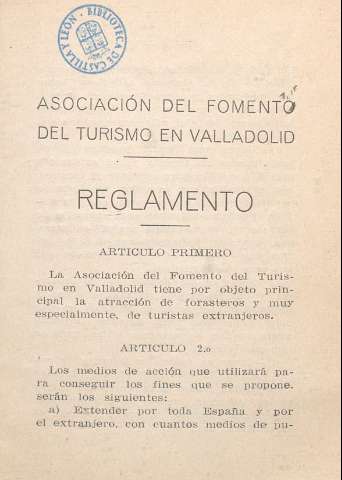 BIBLIOTECA DE CASTILLA Y LEÓN
ASOCIACIÓN DEL FOMENTO
DEL TURISMO EN VALLADOLID
REGLAMENTO
ARTICULO PRIMERO
La Asociación del Fomento del Turis-
mo en Valladolid tiene por objeto prin-
cipal la atracción de forasteros y muy
especialmente, de turistas extranjeros.
ARTICULO 2.o
Los medios de acción que utilizará pa-
ra conseguir los fines que se propone,
serán los siguientes:
a) Extender por toda España y por
el extranjero, con cuantos medios de pu-